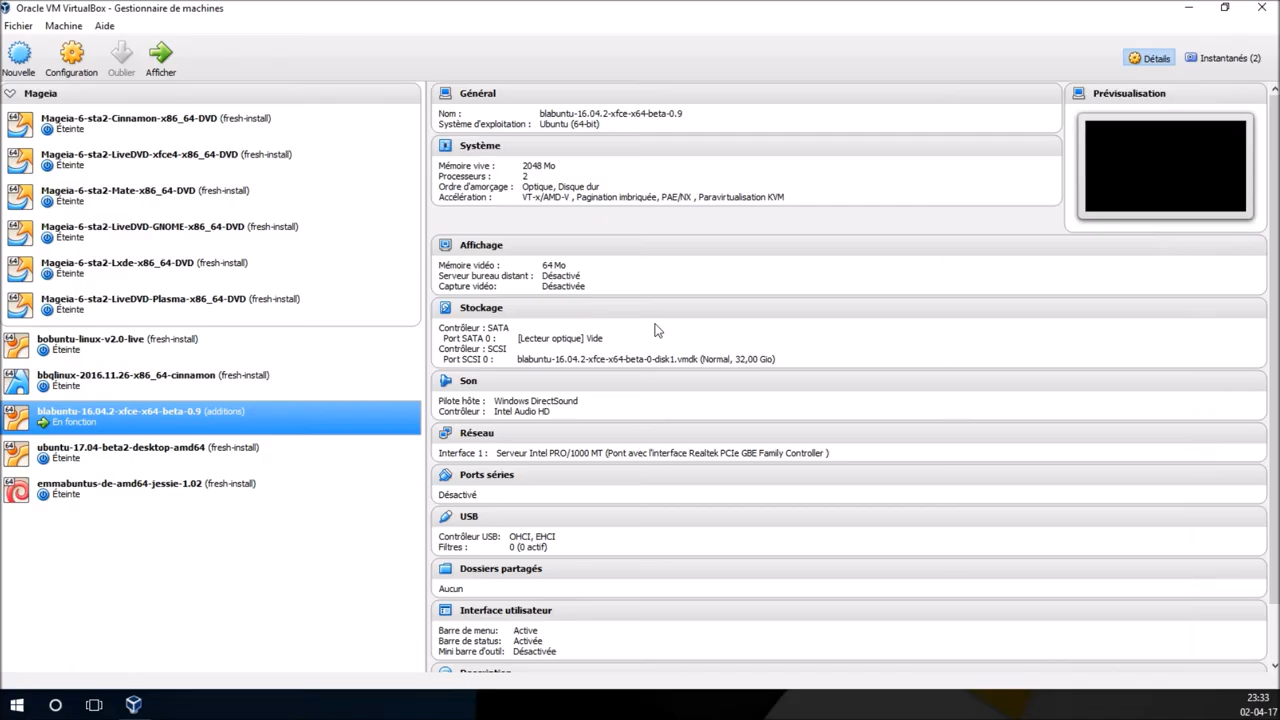 Oracle VM VirtualBox - Gestionnaire de machines
Fichier Machine Aide
Nouvelle Configuration Oublier Afficher
Détails Instantanés (2)
Mageia
64 Mageia-6-sta2-Cinnamon-x86_64-DVD (fresh-install)
Éteinte
64 Mageia-6-sta2-LiveDVD-xfce4-x86_64-DVD (fresh-install)
Éteinte
64 Mageia-6-sta2-Mate-x86_64-DVD (fresh-install)
Éteinte
64 Mageia-6-sta2-LiveDVD-GNOME-x86_64-DVD (fresh-install)
Éteinte
64 Mageia-6-sta2-Lxde-x86_64-DVD (fresh-install)
Éteinte
64 Mageia-6-sta2-LiveDVD-Plasma-x86_64-DVD (fresh-install)
Éteinte
64 bobuntu-linux-v2.0-live (fresh-install)
Éteinte
64 bbqlinux-2016.11.26-x86_64-cinnamon (fresh-install)
Éteinte
64 blabuntu-16.04.2-xfce-x64-beta-0.9 (additions)
En fonction
64 ubuntu-17.04-beta2-desktop-amd64 (fresh-install)
Éteinte
64 emmabuntus-de-amd64-jessie-1.02 (fresh-install)
Éteinte
Général
Nom : blabuntu-16.04.2-xfce-x64-beta-0.9
Système d'exploitation : Ubuntu (64-bit)
Système
Mémoire vive : 2048 Mo
Processeurs : 2
Ordre d'amorçage : Optique, Disque dur
Accélération : VT-x/AMD-V , Pagination imbriquée, PAE/NX , Paravirtualisation KVM
Prévisualisation
Affichage
Mémoire vidéo : 64 Mo
Serveur bureau distant : Désactivé
Capture vidéo: Désactivée
Stockage
Contrôleur : SATA
Port SATA 0 : [Lecteur optique] Vide
Contrôleur : SCSI
Port SCSI 0 : blabuntu-16.04.2-xfce-x64-beta-0-disk1.vmdk (Normal, 32,00 Gio)
Son
Pilote hôte : Windows DirectSound
Contrôleur : Intel Audio HD
Réseau
Interface 1 : Serveur Intel PRO/1000 MT (Pont avec l'interface Realtek PCIe GBE Family Controller )
Ports séries
Désactivé
USB
Contrôleur USB: OHCI, EHCI
Filtres : 0 (0 actif)
Dossiers partagés
Aucun
Interface utilisateur
Barre de menu: Active
Barre de status: Activée
Mini barre d'outil: Désactivée
23:33
02-04-17